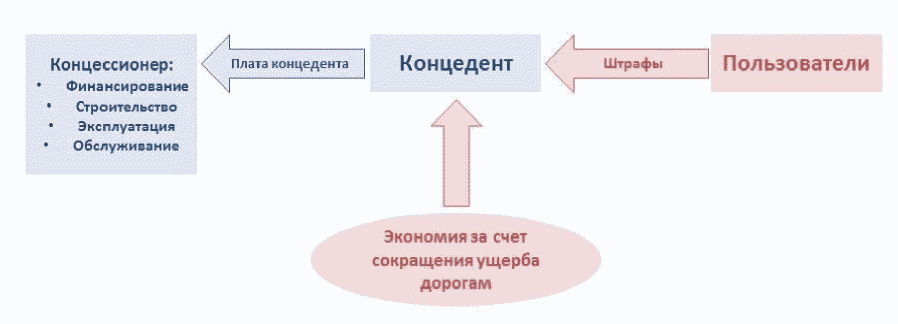 Концессионер:
• Финансирование
• Строительство
• Эксплуатация
• Обслуживание
Плата концедента
Концедент
Штрафы
Пользователи
Экономия за счет
сокращения ущерба
дорогам